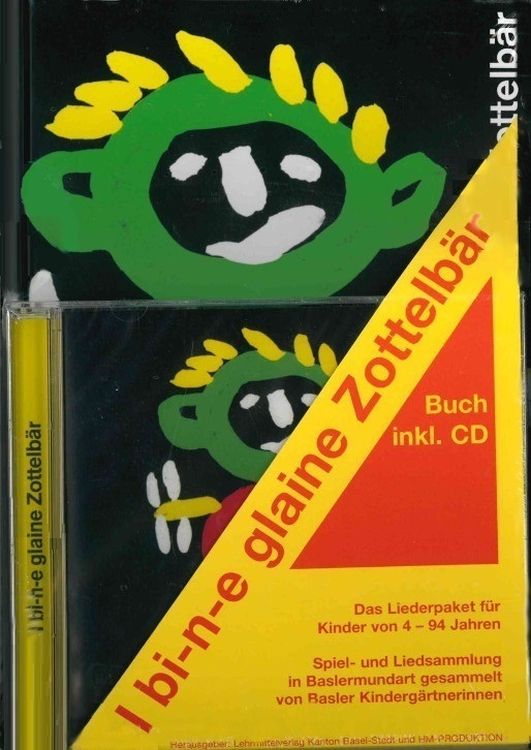 ottelbär
I bi-n-e glaine Zottelbär
Buch
inkl. CD
I bi-n-e glaine Zottelbär
Das Liederpaket für
Kinder von 4 – 94 Jahren
Spiel- und Liedsammlung
in Baslermundart gesammelt
von Basler Kindergärtnerinnen
Herausgeber: Lehrmittelverlag Kanton Basel-Stadt und HM-PRODUKTION